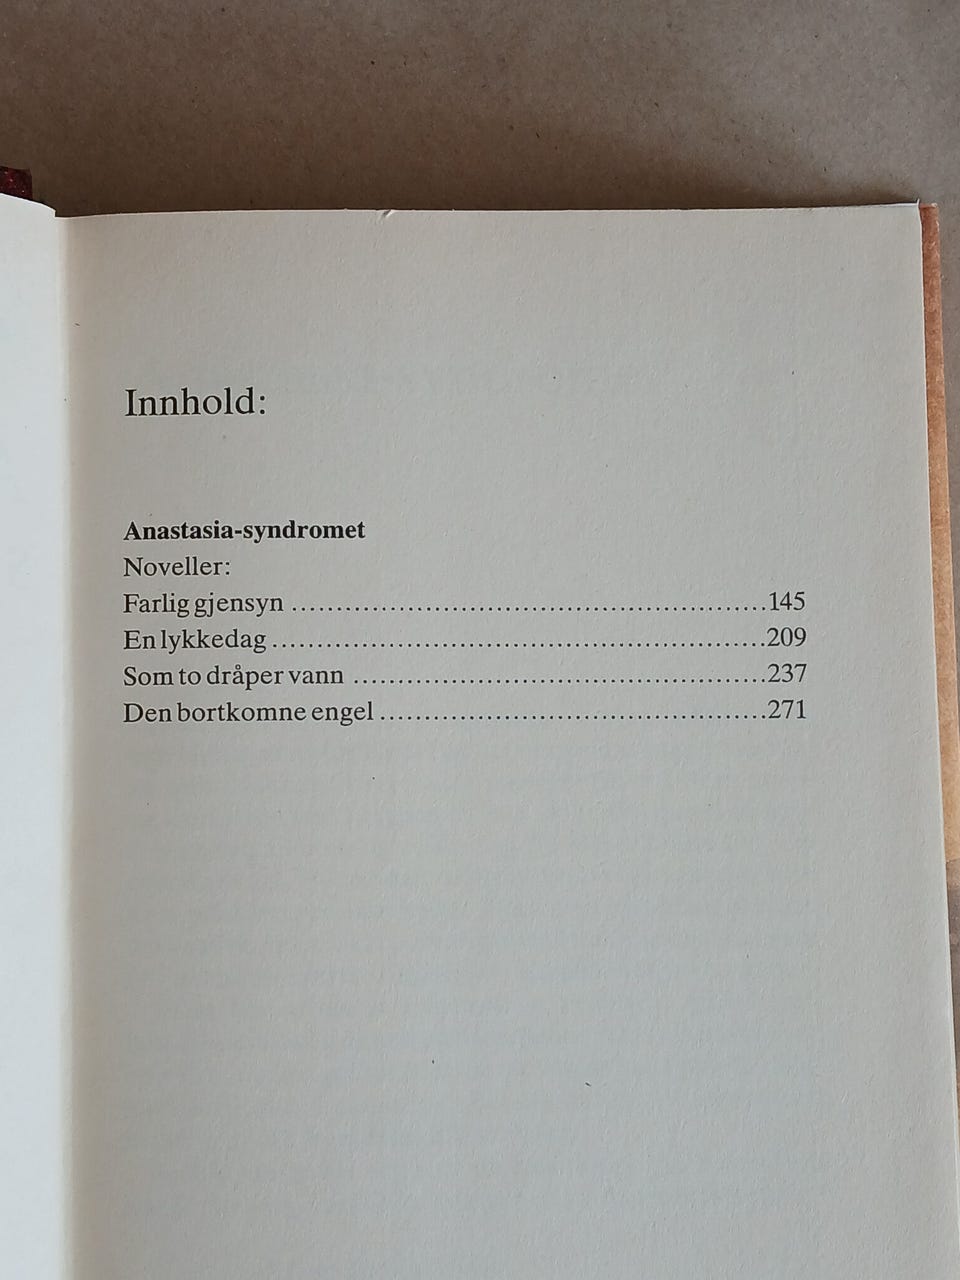 Innhold:
Anastasia-syndromet
Noveller:
Farlig gjensyn ....................................................145
En lykkedag .......................................................209
Som to dråper vann ..............................................237
Den bortkomne engel ...........................................271